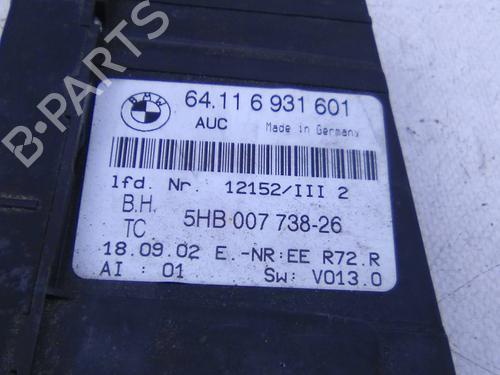 BMW
64.11 6 931 601
AUC Made in Germany
lfd. Nr. 12152/III 2
B.H.
TC 5HB 007 738-26
18.09.02 E.-NR:EE R72.R
AI : 01 Sw: V013.0
B-PARTS